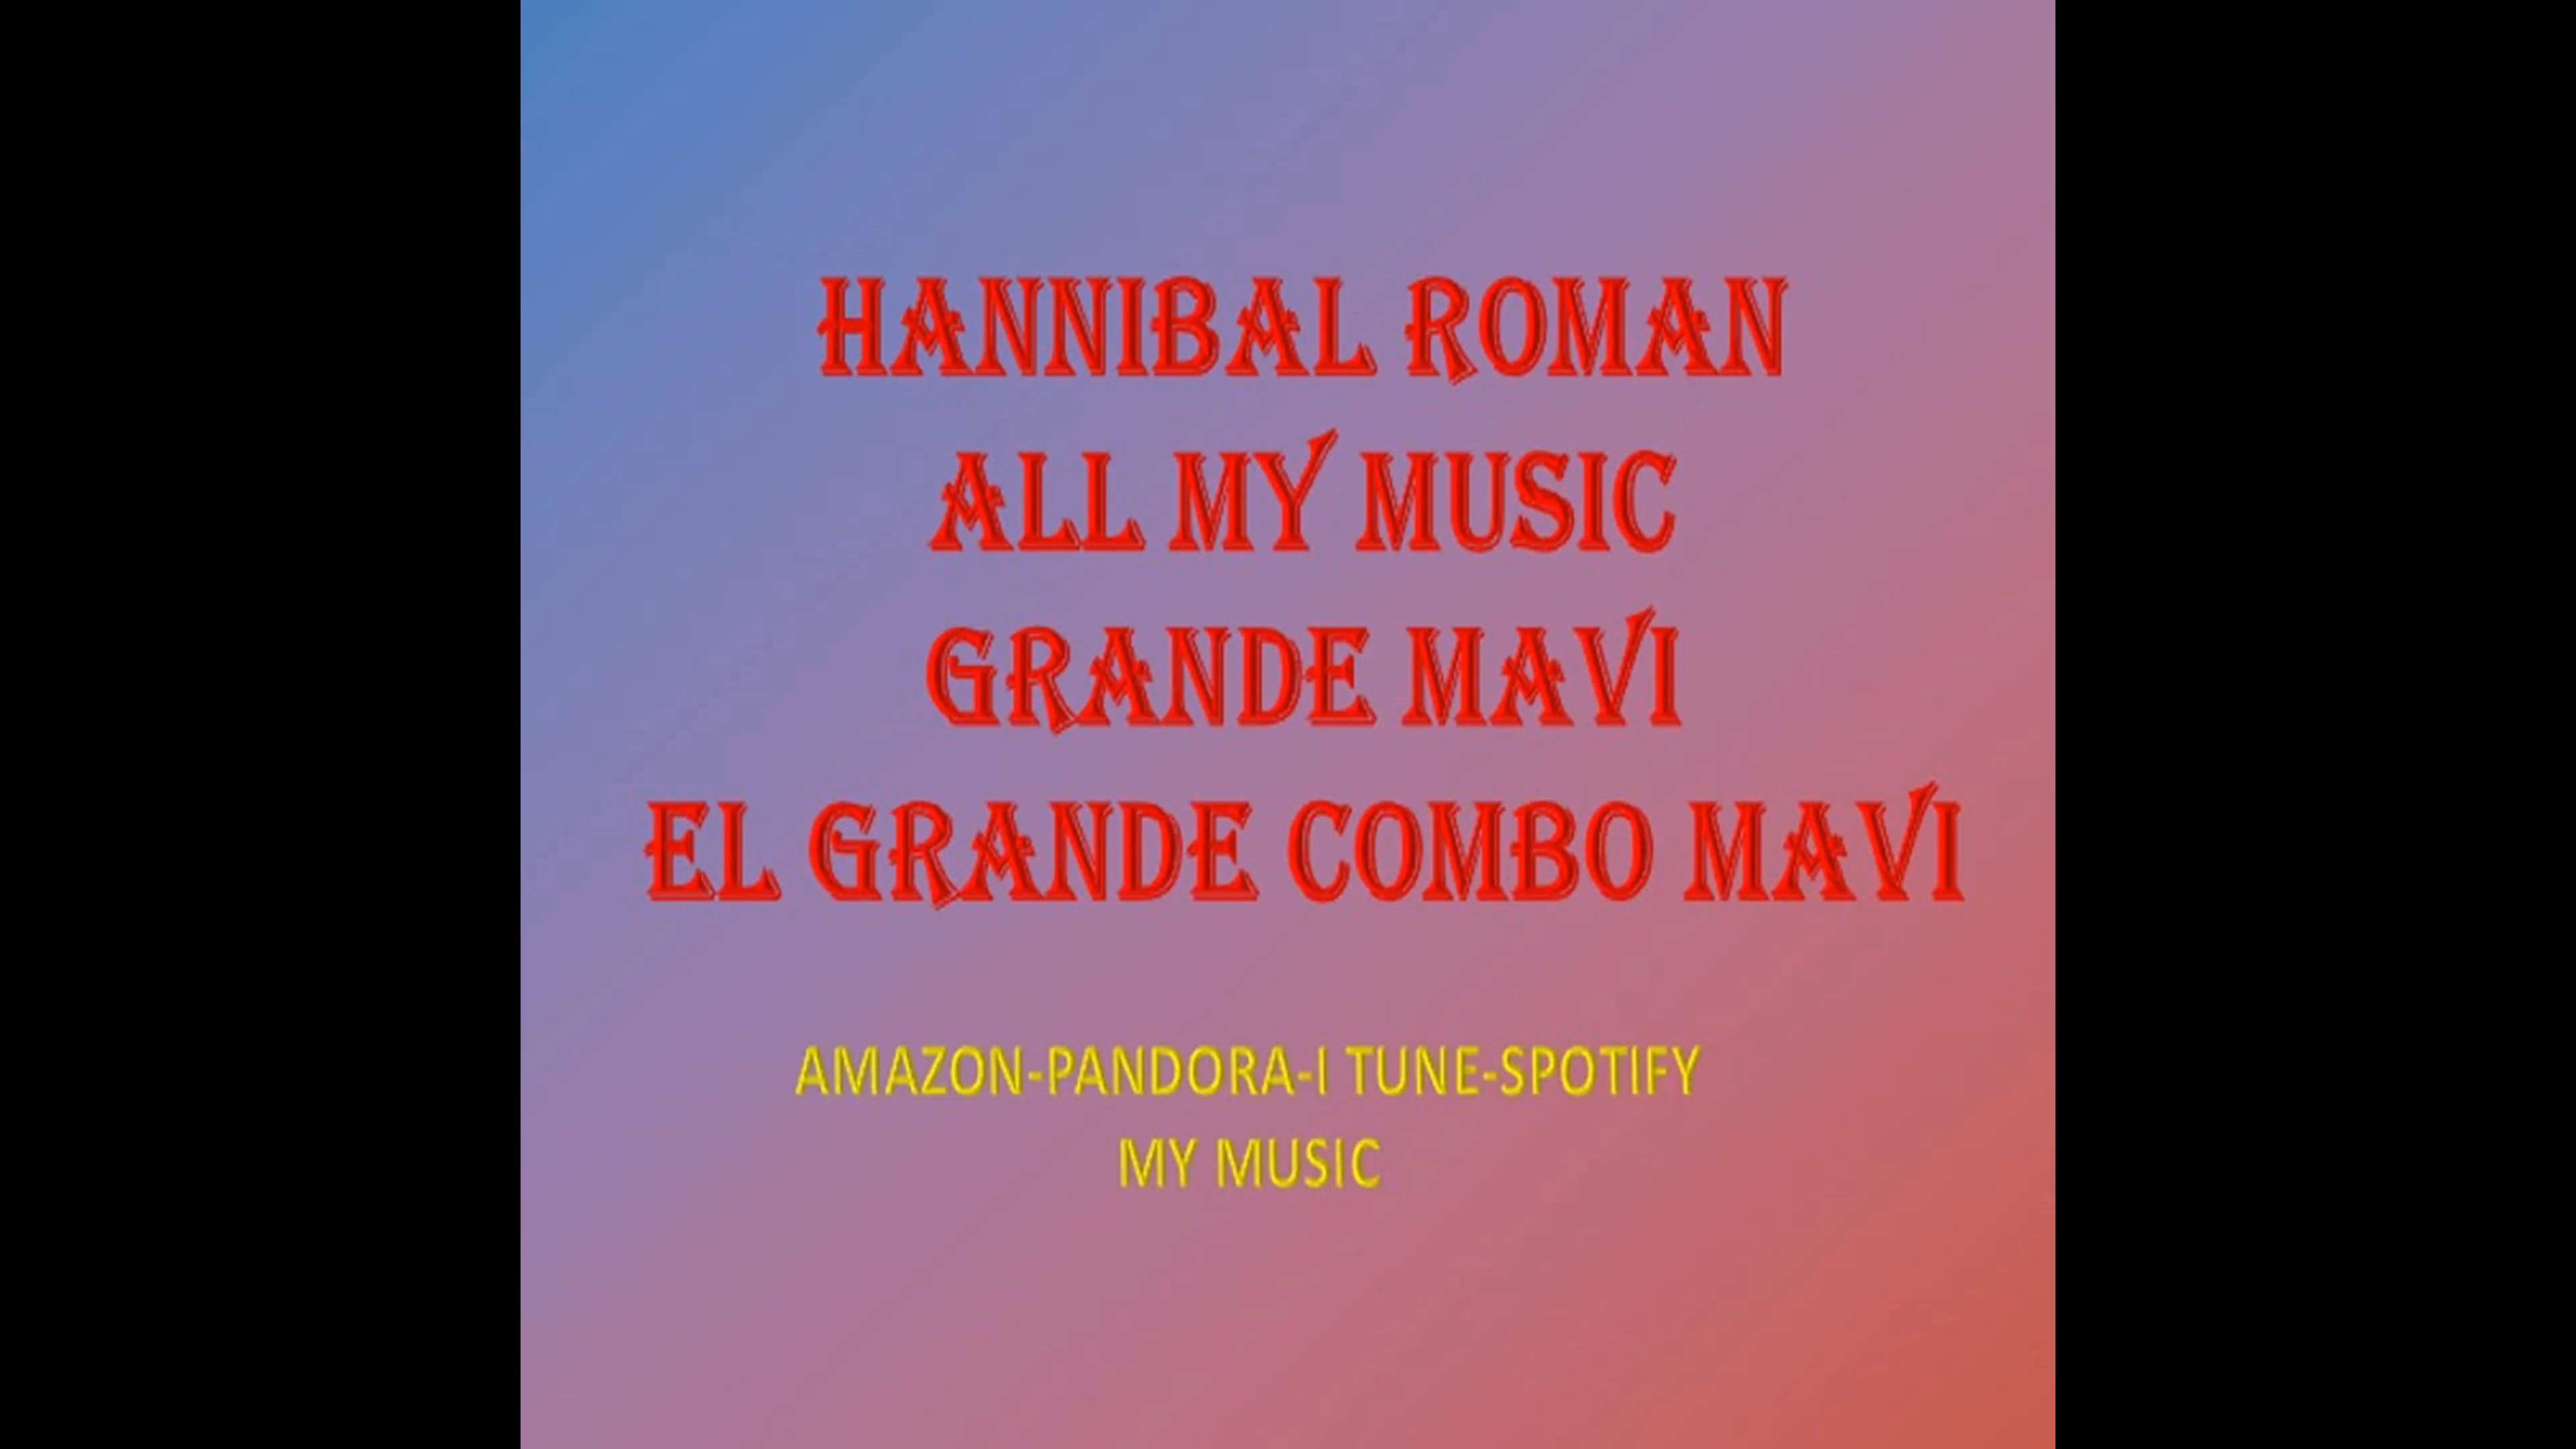 HANNIBAL ROMAN
ALL MY MUSIC
GRANDE MAVI
EL GRANDE COMBO MAVI
AMAZON-PANDORA-I TUNE-SPOTIFY
MY MUSIC